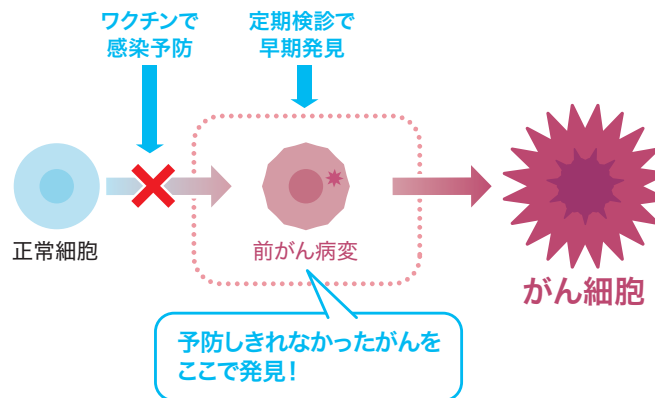 ワクチンで
感染予防
定期検診で
早期発見
正常細胞
前がん病変
がん細胞
予防しきれなかったがんを
ここで発見！